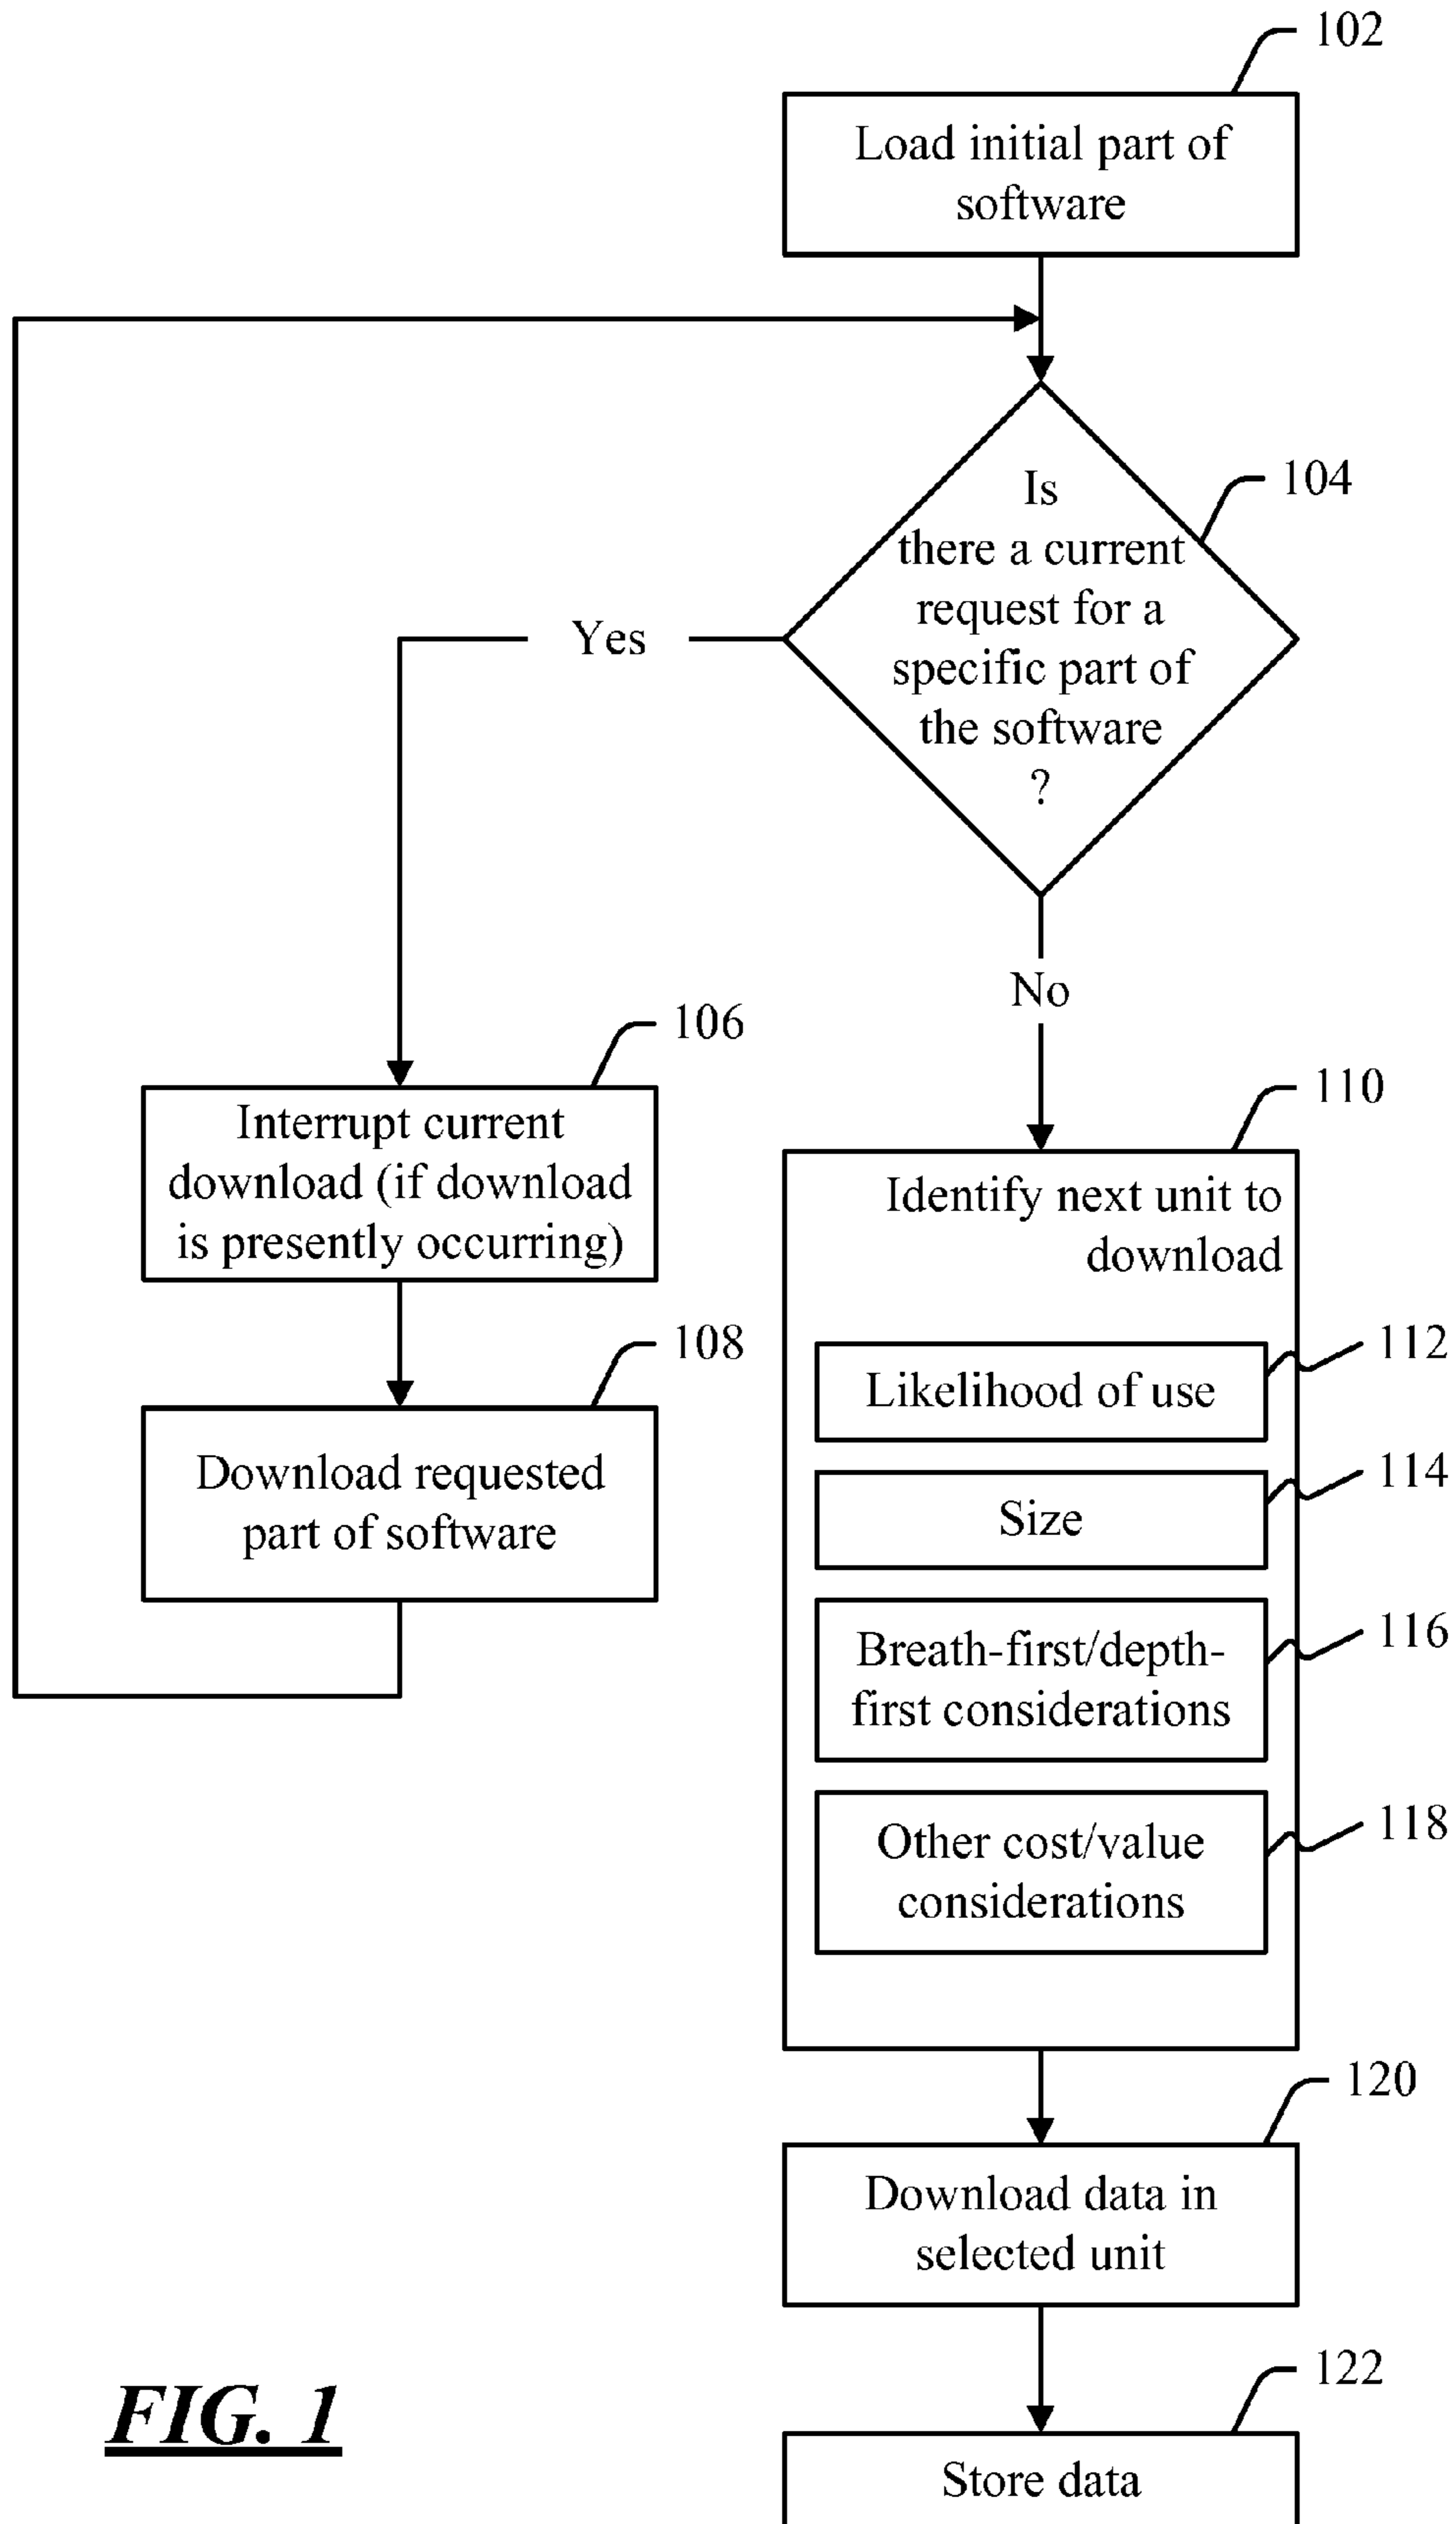 102
Load initial part of
software
104
Is
there a current
request for a
specific part of
the software
?
Yes
No
106
Interrupt current
download (if download
is presently occurring)
108
Download requested
part of software
110
Identify next unit to
download
112
Likelihood of use
114
Size
116
Breath-first/depth-
first considerations
118
Other cost/value
considerations
120
Download data in
selected unit
122
Store data
FIG. 1